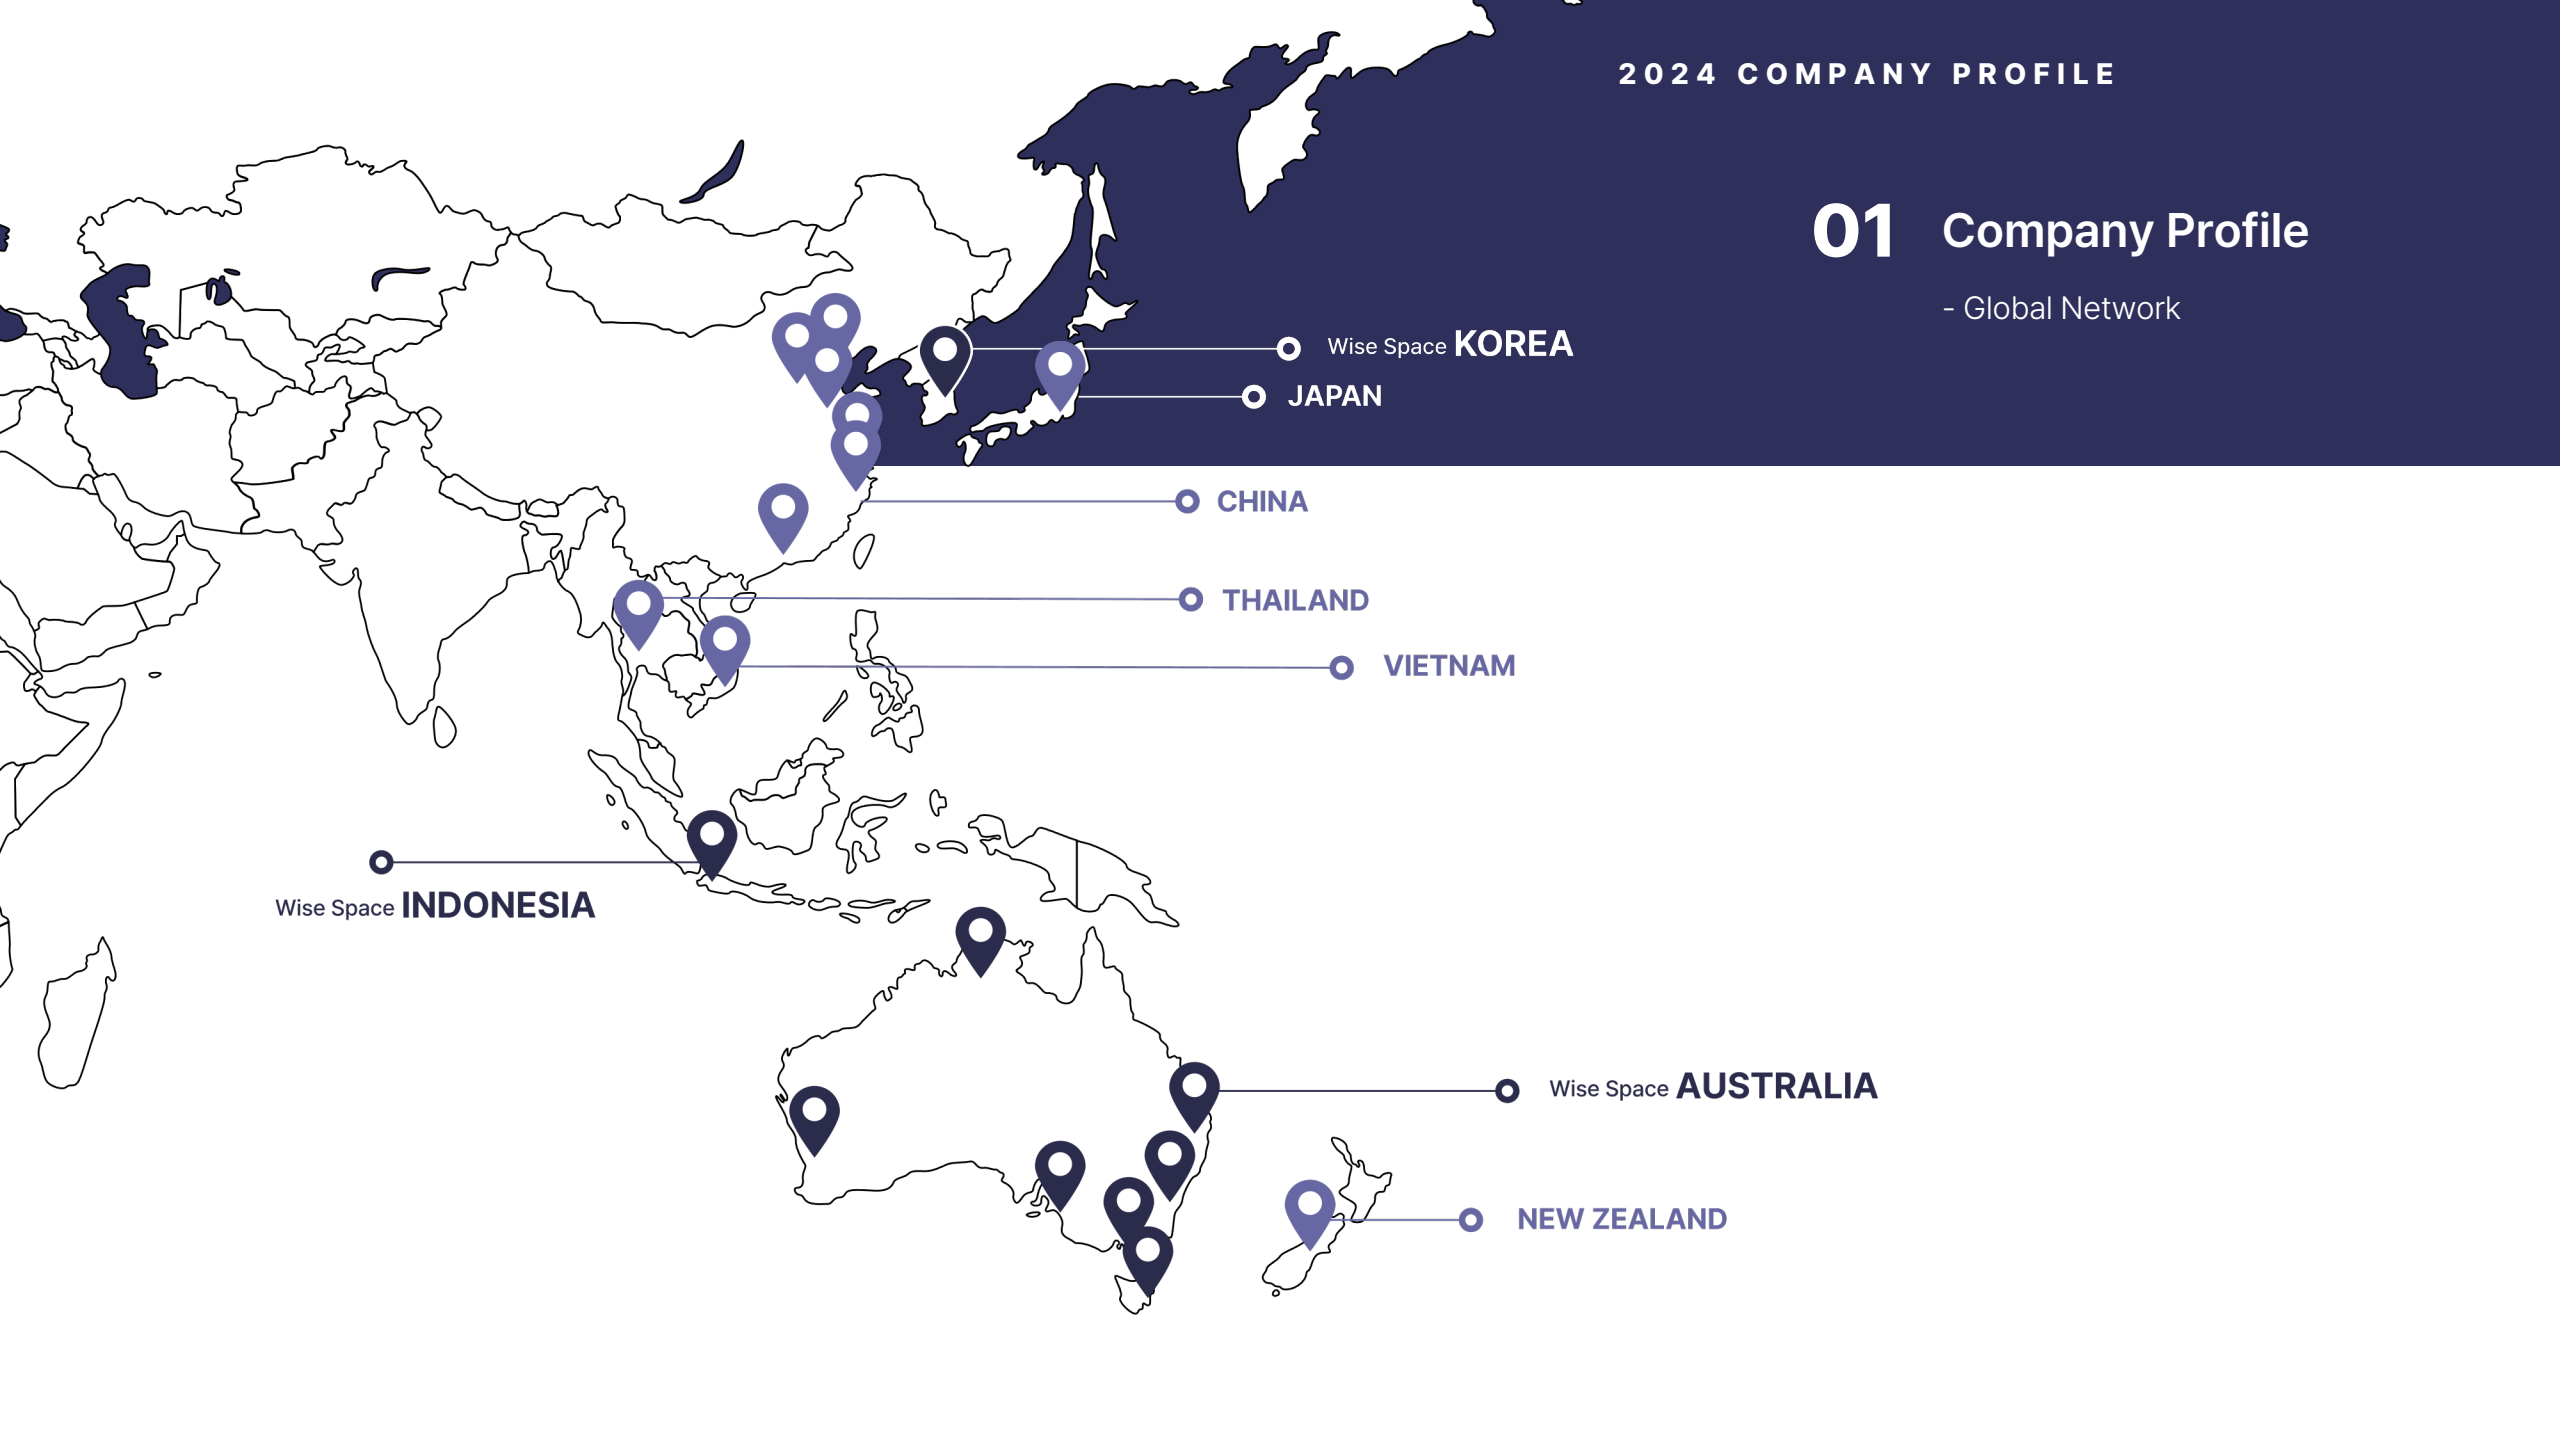 2024 COMPANY PROFILE
01 Company Profile
- Global Network
Wise Space KOREA
JAPAN
CHINA
THAILAND
VIETNAM
Wise Space INDONESIA
Wise Space AUSTRALIA
NEW ZEALAND